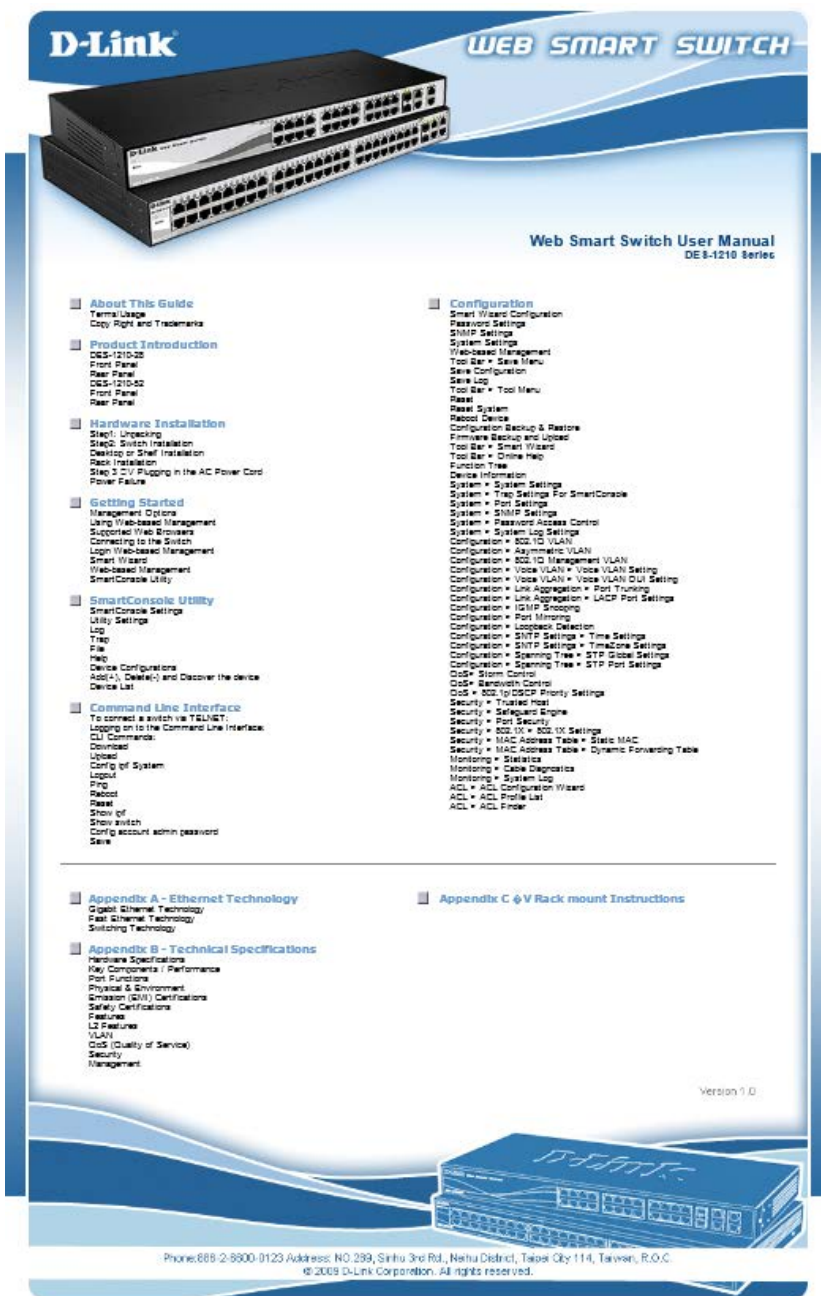 D-Link
WEB SMART SWITCH
Web Smart Switch User Manual
DES-1210 Series
About This Guide
Terms/Usage
Copy Right and Trademarks
Product Introduction
DES-1210-28
Front Panel
Rear Panel
DES-1210-52
Front Panel
Rear Panel
Hardware Installation
Step1: Unpacking
Step2: Switch Installation
Desktop or Shelf Installation
Rack Installation
Step 3 CV Plugging in the AC Power Cord
Power Failure
Getting Started
Management Options
Using Web-based Management
Supported Web Browsers
Connecting to the Switch
Login Web-based Management
Smart Wizard
Web-based Management
SmartConsole Utility
SmartConsole Utility
SmartConsole Settings
Utility Settings
Log
Trap
File
Help
Device Configurations
Add(+), Delete(-) and Discover the device
Device List
Command Line Interface
To connect a switch via TELNET:
Logging on to the Command Line Interface:
CLI Commands:
Download
Upload
Config ipif System
Logout
Ping
Reboot
Reset
Show ipif
Show switch
Config account admin password
Save
Configuration
Smart Wizard Configuration
Password Settings
SNMP Settings
System Settings
Web-based Management
Tool Bar > Save Menu
Save Configuration
Save Log
Tool Bar > Tool Menu
Reset
Reset System
Reboot Device
Configuration Backup & Restore
Firmware Backup and Upload
Tool Bar > Smart Wizard
Tool Bar > Online Help
Function Tree
Device Information
System > System Settings
System > Trap Settings For SmartConsole
System > Port Settings
System > SNMP Settings
System > Password Access Control
System > System Log Settings
Configuration > 802.1Q VLAN
Configuration > Asymmetric VLAN
Configuration > 802.1Q Management VLAN
Configuration > Voice VLAN > Voice VLAN Setting
Configuration > Voice VLAN > Voice VLAN OUI Setting
Configuration > Link Aggregation > Port Trunking
Configuration > Link Aggregation > LACP Port Settings
Configuration > IGMP Snooping
Configuration > Port Mirroring
Configuration > Loopback Detection
Configuration > SNTP Settings > Time Settings
Configuration > SNTP Settings > TimeZone Settings
Configuration > Spanning Tree > STP Global Settings
Configuration > Spanning Tree > STP Port Settings
QoS> Storm Control
QoS> Bandwidth Control
QoS > 802.1p/DSCP Priority Settings
Security > Trusted Host
Security > Safeguard Engine
Security > Port Security
Security > 802.1X > 802.1X Settings
Security > MAC Address Table > Static MAC
Security > MAC Address Table > Dynamic Forwarding Table
Monitoring > Statistics
Monitoring > Cable Diagnostics
Monitoring > System Log
ACL > ACL Configuration Wizard
ACL > ACL Profile List
ACL > ACL Finder
Appendix A - Ethernet Technology
Gigabit Ethernet Technology
Fast Ethernet Technology
Switching Technology
Appendix B - Technical Specifications
Hardware Specifications
Key Components / Performance
Port Functions
Physical & Environment
Emission (EMI) Certifications
Safety Certifications
Features
L2 Features
VLAN
QoS (Quality of Service)
Security
Management
Appendix C �V Rack mount Instructions
Version 1.0
D-Link
Phone:886-2-6600-0123 Address: NO.289, Sinhu 3rd Rd., Neihu District, Taipei City 114, Taiwan, R.O.C.
© 2009 D-Link Corporation. All rights reserved.